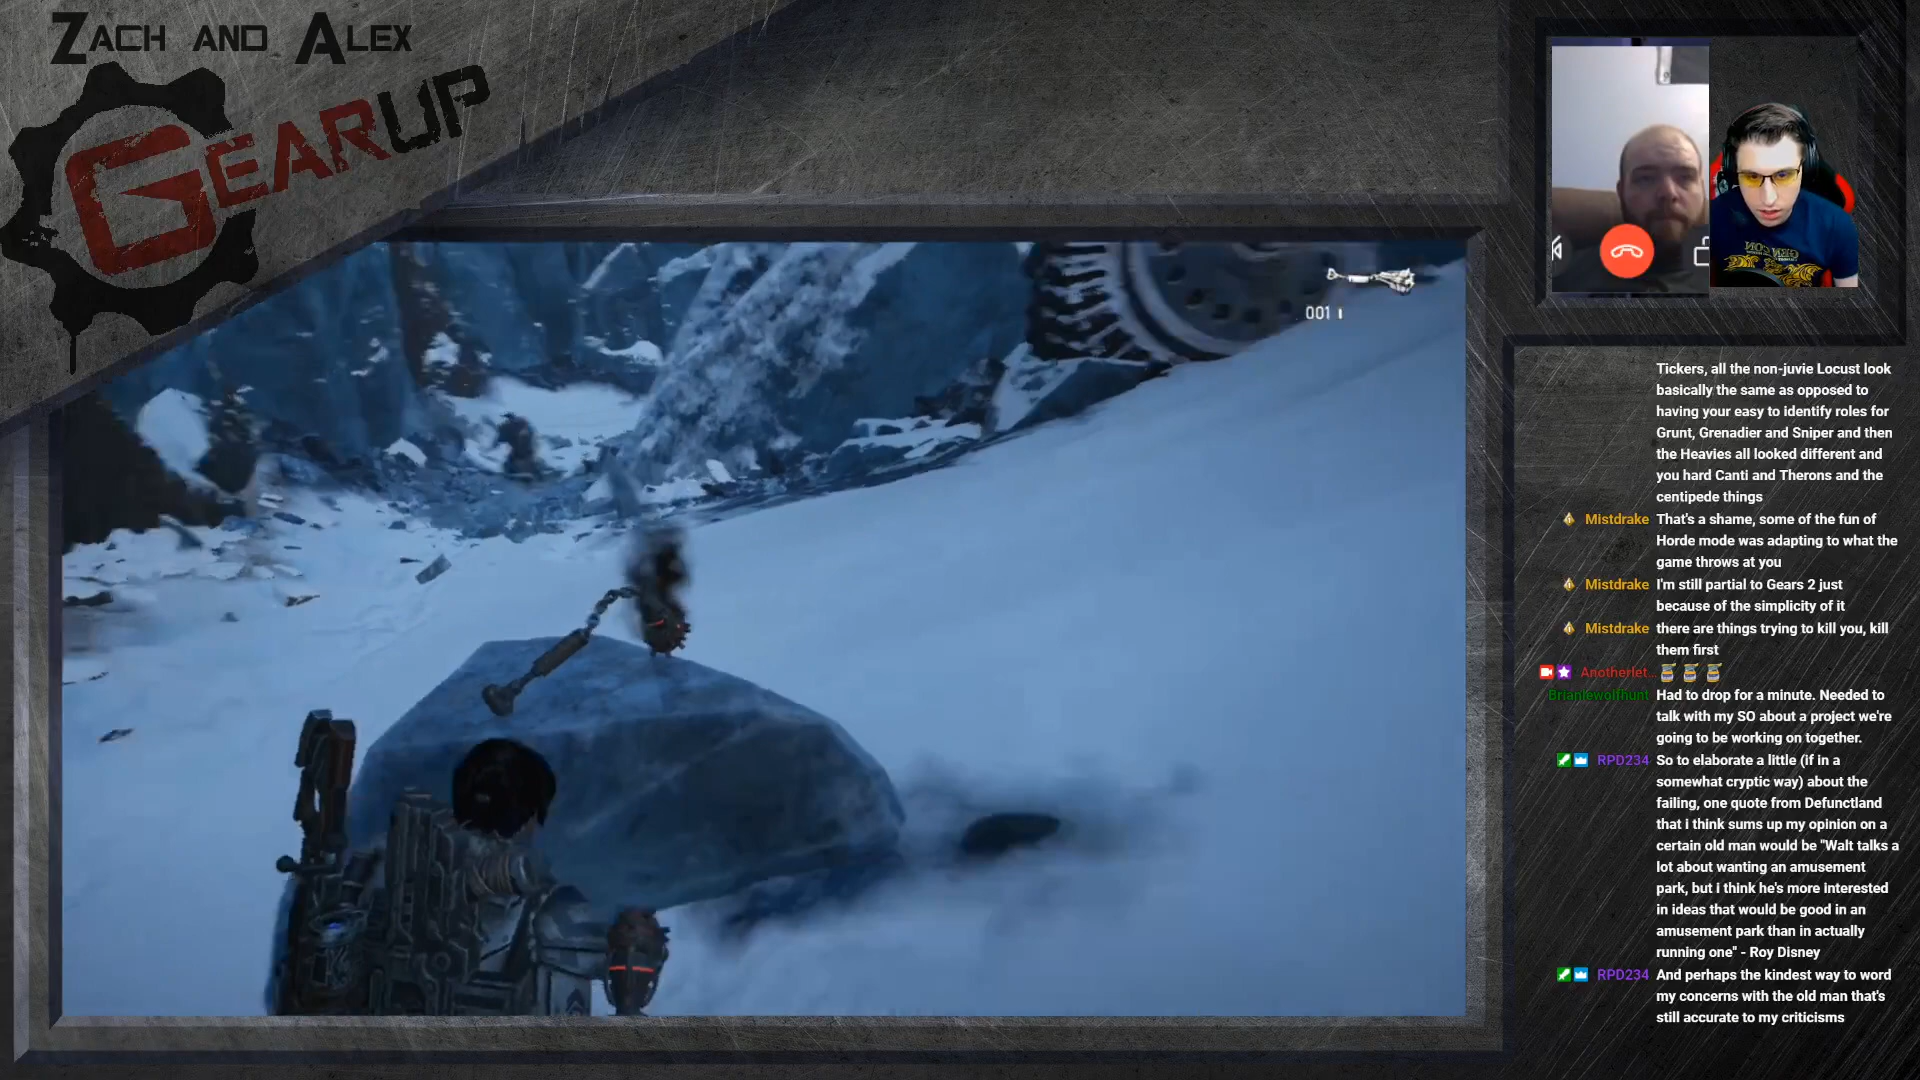 Zach and Alex
GearUp
001
Tickers, all the non-juvie Locust look
basically the same as opposed to
having your easy to identify roles for
Grunt, Grenadier and Sniper and then
the Heavies all looked different and
you hard Canti and Therons and the
centipede things
Mistdrake That's a shame, some of the fun of
Horde mode was adapting to what the
game throws at you
Mistdrake I'm still partial to Gears 2 just
because of the simplicity of it
Mistdrake there are things trying to kill you, kill
them first
Anotherlet...
Brianlewolfhunt Had to drop for a minute. Needed to
talk with my SO about a project we're
going to be working on together.
RPD234 So to elaborate a little (if in a
somewhat cryptic way) about the
failing, one quote from Defunctland
that i think sums up my opinion on a
certain old man would be "Walt talks a
lot about wanting an amusement
park, but i think he's more interested
in ideas that would be good in an
amusement park than in actually
running one" - Roy Disney
RPD234 And perhaps the kindest way to word
my concerns with the old man that's
still accurate to my criticisms